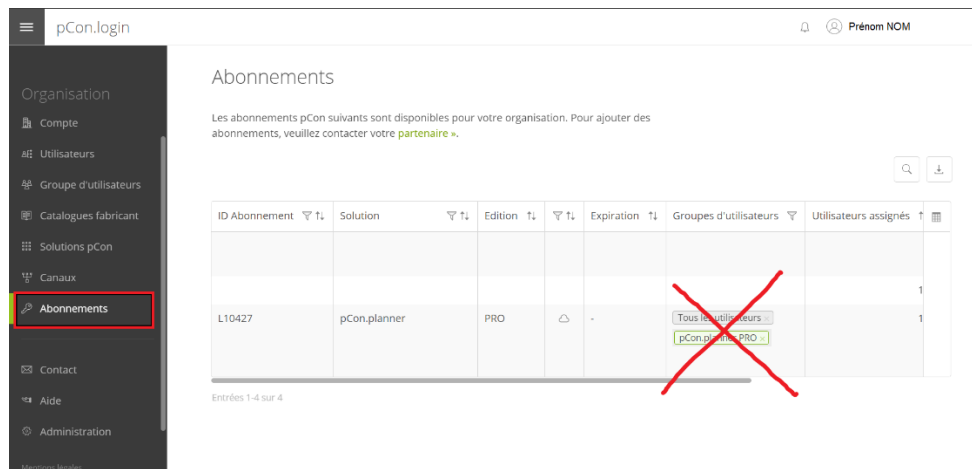 pCon.login
Prénom NOM
Organisation
Compte
Utilisateurs
Groupe d'utilisateurs
Catalogues fabricant
Solutions pCon
Canaux
Abonnements
Contact
Aide
Administration
Mentions légales
Abonnements
Les abonnements pCon suivants sont disponibles pour votre organisation. Pour ajouter des
abonnements, veuillez contacter votre partenaire ».
ID Abonnement Solution Edition Expiration Groupes d'utilisateurs Utilisateurs assignés
1
L10427 pCon.planner PRO - Tous les utilisateurs × 1
pCon.planner PRO ×
Entrées 1-4 sur 4